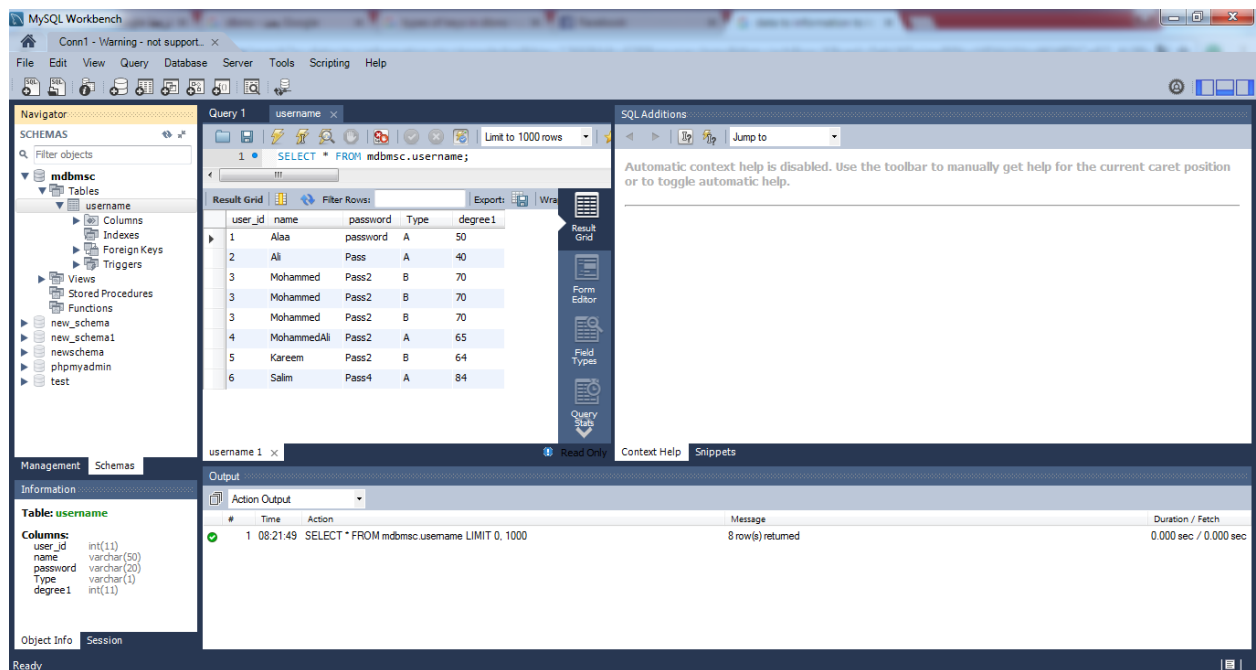 MySQL Workbench
Conn1 - Warning - not support..
File Edit View Query Database Server Tools Scripting Help
Navigator
SCHEMAS
Filter objects
mdbmsc
Tables
username
Columns
Indexes
Foreign Keys
Triggers
Views
Stored Procedures
Functions
new_schema
new_schema1
newschema
phpmyadmin
test
Management Schemas
Information
Table: username
Columns:
user_id int(11)
name varchar(50)
password varchar(20)
Type varchar(1)
degree1 int(11)
Object Info Session
Query 1 username
Limit to 1000 rows
1 SELECT * FROM mdbmsc.username;
Result Grid Filter Rows: Export: Wra
user_id name password Type degree1
1 Alaa password A 50
2 Ali Pass A 40
3 Mohammed Pass2 B 70
3 Mohammed Pass2 B 70
3 Mohammed Pass2 B 70
4 MohammedAli Pass2 A 65
5 Kareem Pass2 B 64
6 Salim Pass4 A 84
Result
Grid
Form
Editor
Field
Types
Query
Stats
username 1 Read Only
SQL Additions
Jump to
Automatic context help is disabled. Use the toolbar to manually get help for the current caret position
or to toggle automatic help.
Context Help Snippets
Output
Action Output
# Time Action Message Duration / Fetch
1 08:21:49 SELECT * FROM mdbmsc.username LIMIT 0, 1000 8 row(s) returned 0.000 sec / 0.000 sec
Ready